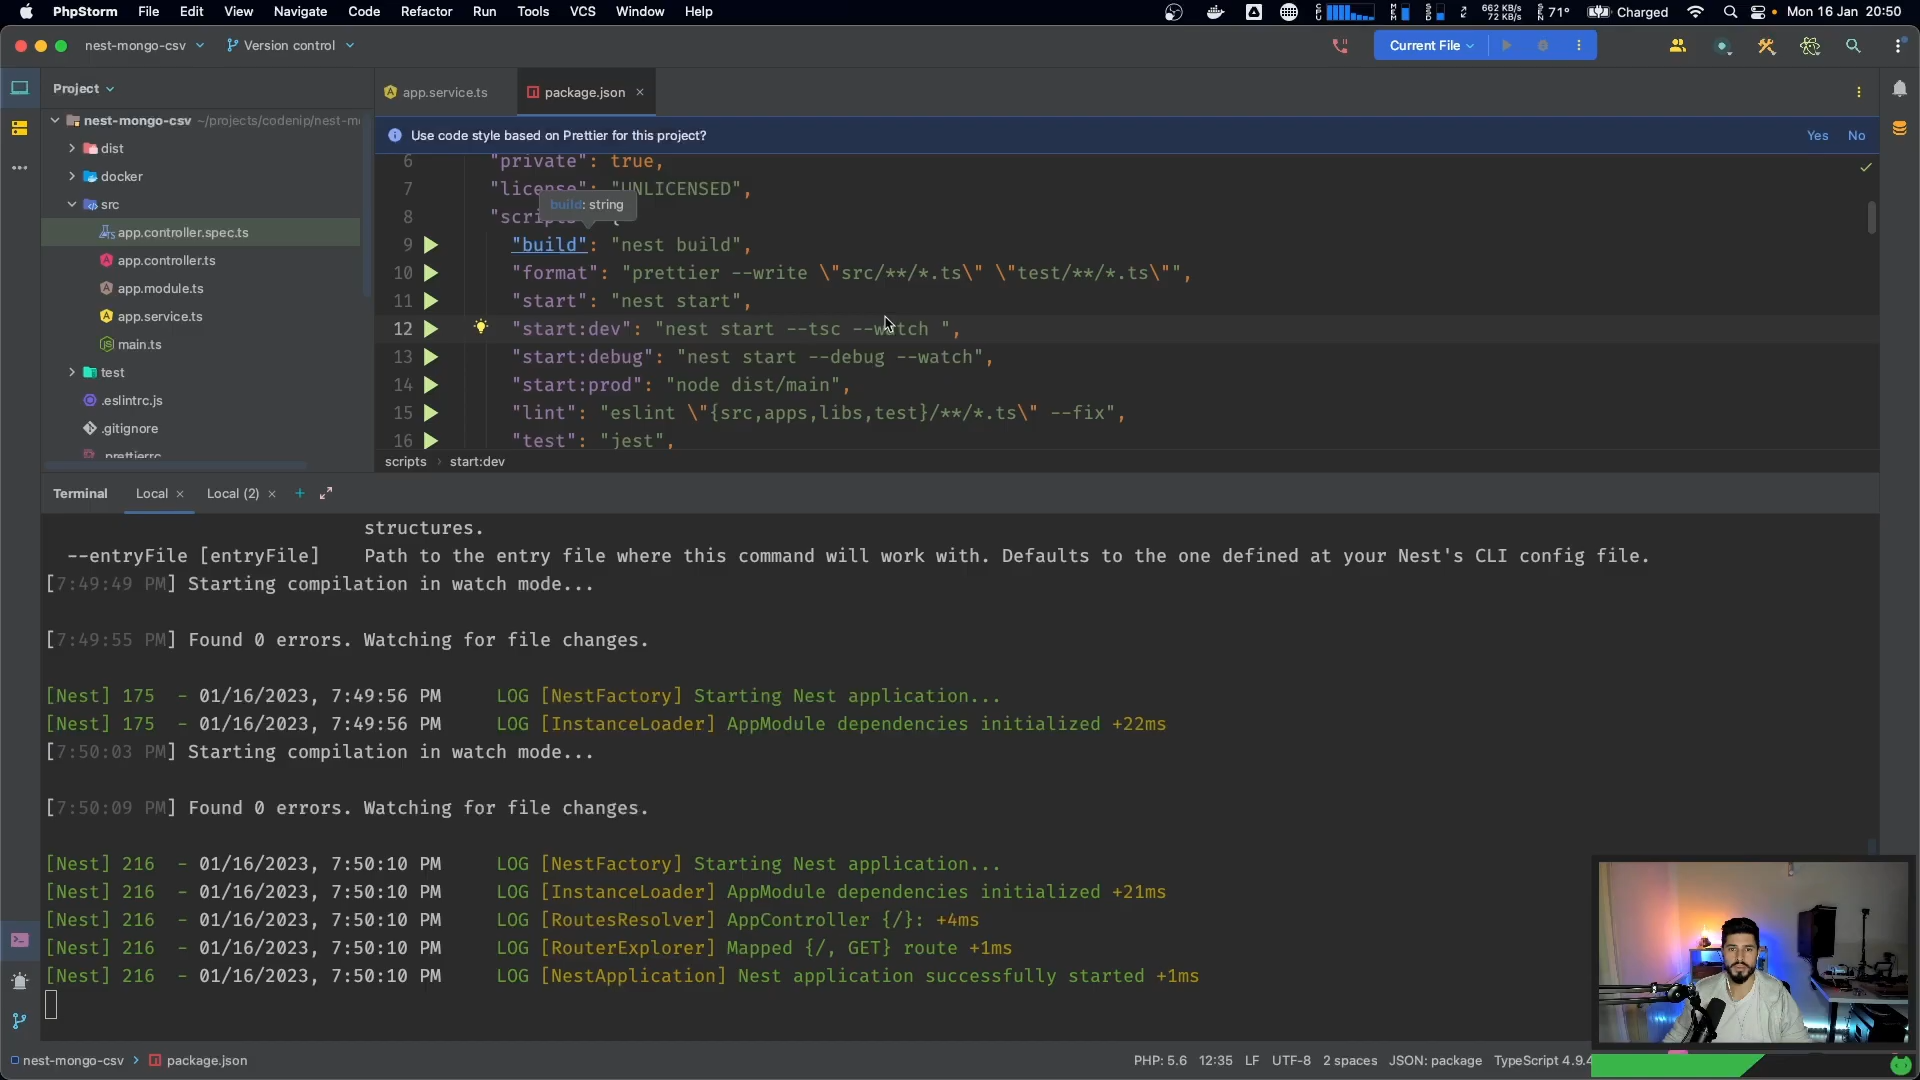 PhpStorm File Edit View Navigate Code Refactor Run Tools VCS Window Help 662 KB/s 72 KB/s 71° Charged Mon 16 Jan 20:50
nest-mongo-csv Version control Current File
Project
nest-mongo-csv ~/projects/codenip/nest-m
dist
docker
src
app.controller.spec.ts
app.controller.ts
app.module.ts
app.service.ts
main.ts
test
.eslintrc.js
.gitignore
.prettierrc
app.service.ts package.json
Use code style based on Prettier for this project? Yes No
6 "private": true,
7 "license": "UNLICENSED",
build: string
8 "scripts": {
9 "build": "nest build",
10 "format": "prettier --write \"src/**/*.ts\" \"test/**/*.ts\"",
11 "start": "nest start",
12 "start:dev": "nest start --tsc --watch ",
13 "start:debug": "nest start --debug --watch",
14 "start:prod": "node dist/main",
15 "lint": "eslint \"{src,apps,libs,test}/**/*.ts\" --fix",
16 "test": "jest",
scripts › start:dev
Terminal Local Local (2)
structures.
--entryFile [entryFile] Path to the entry file where this command will work with. Defaults to the one defined at your Nest's CLI config file.
[7:49:49 PM] Starting compilation in watch mode...
[7:49:55 PM] Found 0 errors. Watching for file changes.
[Nest] 175 - 01/16/2023, 7:49:56 PM LOG [NestFactory] Starting Nest application...
[Nest] 175 - 01/16/2023, 7:49:56 PM LOG [InstanceLoader] AppModule dependencies initialized +22ms
[7:50:03 PM] Starting compilation in watch mode...
[7:50:09 PM] Found 0 errors. Watching for file changes.
[Nest] 216 - 01/16/2023, 7:50:10 PM LOG [NestFactory] Starting Nest application...
[Nest] 216 - 01/16/2023, 7:50:10 PM LOG [InstanceLoader] AppModule dependencies initialized +21ms
[Nest] 216 - 01/16/2023, 7:50:10 PM LOG [RoutesResolver] AppController {/}: +4ms
[Nest] 216 - 01/16/2023, 7:50:10 PM LOG [RouterExplorer] Mapped {/, GET} route +1ms
[Nest] 216 - 01/16/2023, 7:50:10 PM LOG [NestApplication] Nest application successfully started +1ms
nest-mongo-csv › package.json PHP: 5.6 12:35 LF UTF-8 2 spaces JSON: package TypeScript 4.9.4